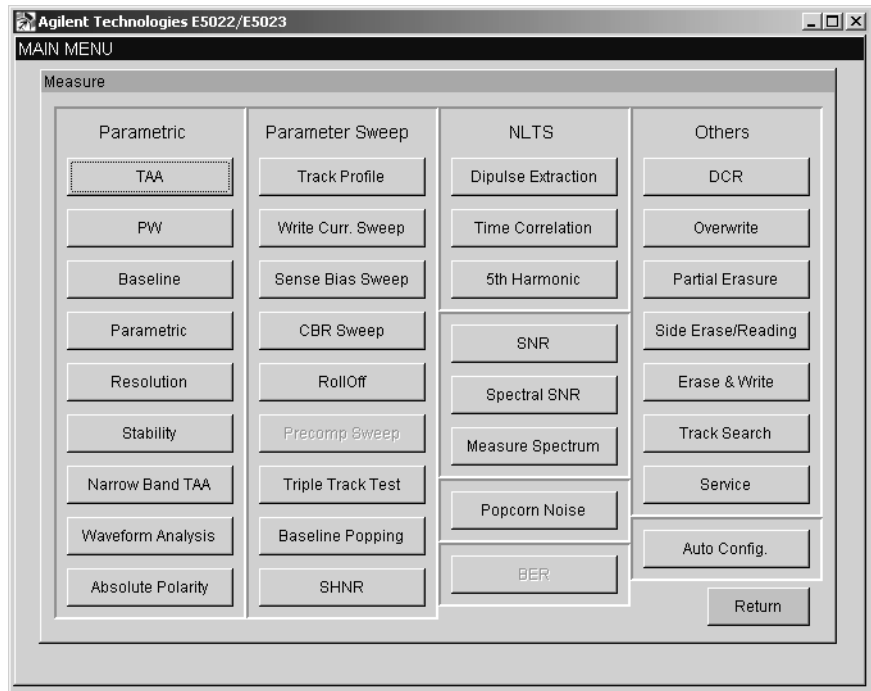 Agilent Technologies E5022/E5023
MAIN MENU
Measure
Parametric
TAA
PW
Baseline
Parametric
Resolution
Stability
Narrow Band TAA
Waveform Analysis
Absolute Polarity
Parameter Sweep
Track Profile
Write Curr. Sweep
Sense Bias Sweep
CBR Sweep
RollOff
Precomp Sweep
Triple Track Test
Baseline Popping
SHNR
NLTS
Dipulse Extraction
Time Correlation
5th Harmonic
SNR
Spectral SNR
Measure Spectrum
Popcorn Noise
BER
Others
DCR
Overwrite
Partial Erasure
Side Erase/Reading
Erase & Write
Track Search
Service
Auto Config.
Return